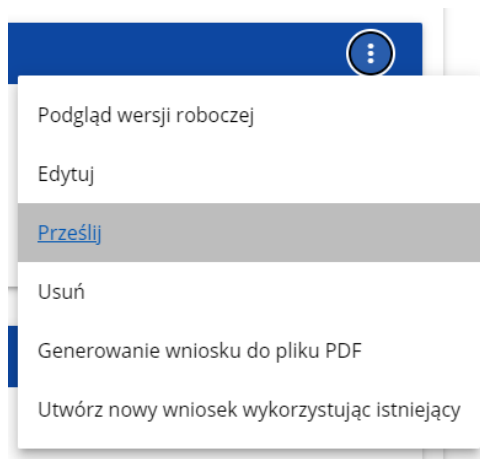 Podgląd wersji roboczej
Edytuj
Prześlij
Usuń
Generowanie wniosku do pliku PDF
Utwórz nowy wniosek wykorzystując istniejący